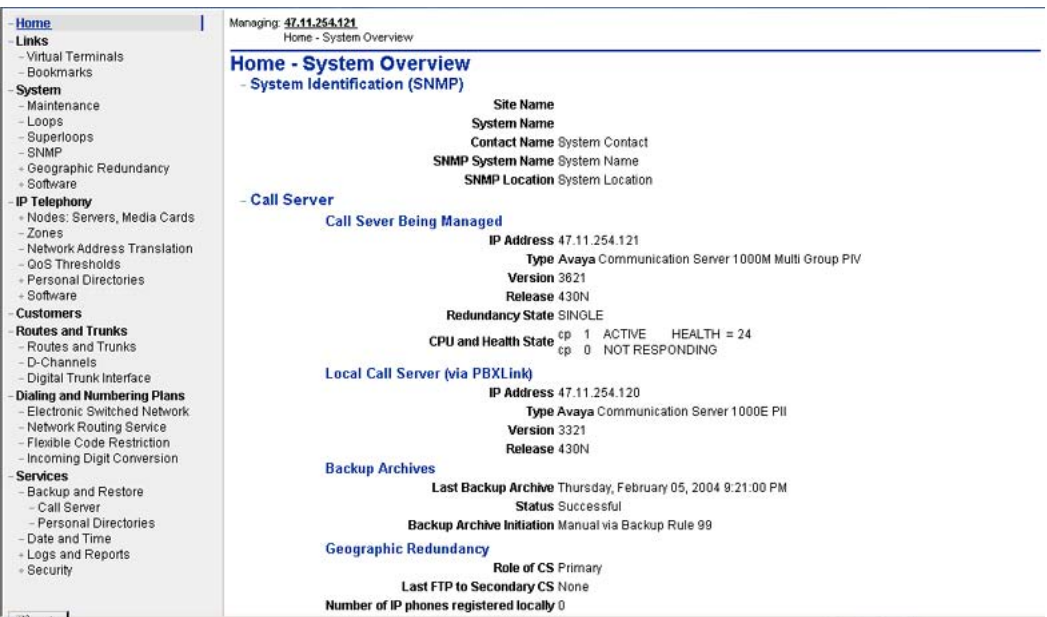 Home
Links
Virtual Terminals
Bookmarks
System
Maintenance
Loops
Superloops
SNMP
Geographic Redundancy
Software
IP Telephony
Nodes: Servers, Media Cards
Zones
Network Address Translation
QoS Thresholds
Personal Directories
Software
Customers
Routes and Trunks
Routes and Trunks
D-Channels
Digital Trunk Interface
Dialing and Numbering Plans
Electronic Switched Network
Network Routing Service
Flexible Code Restriction
Incoming Digit Conversion
Services
Backup and Restore
Call Server
Personal Directories
Date and Time
Logs and Reports
Security
Managing: 47.11.254.121
Home - System Overview
Home - System Overview
System Identification (SNMP)
Site Name
System Name
Contact Name System Contact
SNMP System Name System Name
SNMP Location System Location
Call Server
Call Sever Being Managed
IP Address 47.11.254.121
Type Avaya Communication Server 1000M Multi Group PIV
Version 3621
Release 430N
Redundancy State SINGLE
CPU and Health State cp 1 ACTIVE HEALTH = 24
cp 0 NOT RESPONDING
Local Call Server (via PBXLink)
IP Address 47.11.254.120
Type Avaya Communication Server 1000E PII
Version 3321
Release 430N
Backup Archives
Last Backup Archive Thursday, February 05, 2004 9:21:00 PM
Status Successful
Backup Archive Initiation Manual via Backup Rule 99
Geographic Redundancy
Role of CS Primary
Last FTP to Secondary CS None
Number of IP phones registered locally 0